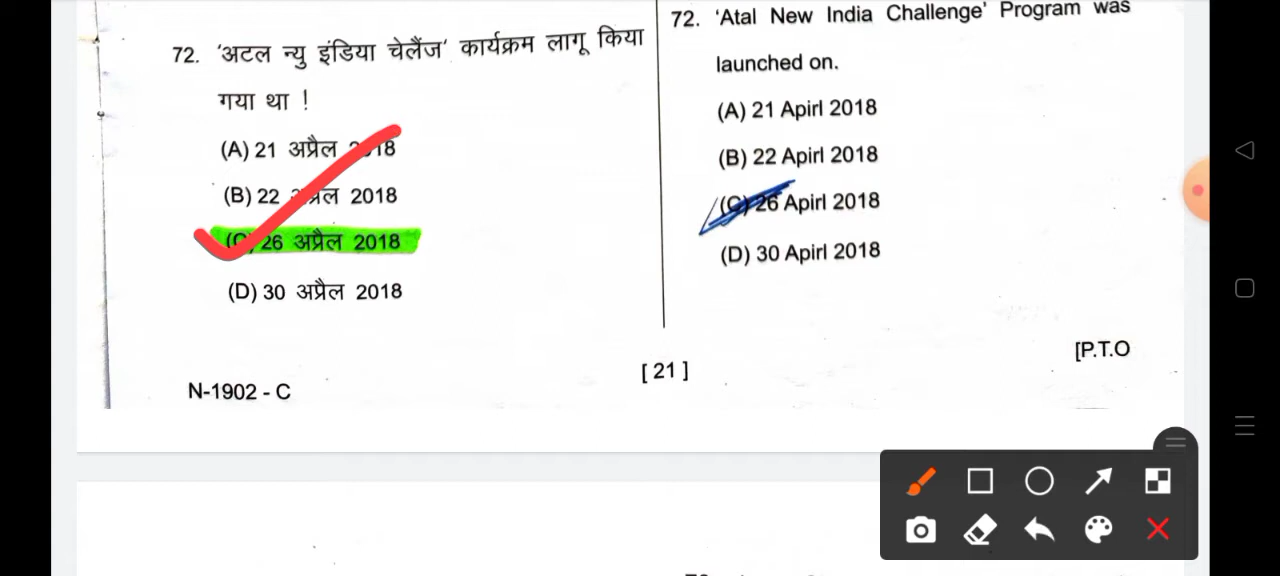 72. 'अटल न्यु इंडिया चेलैंज' कार्यक्रम लागू किया
गया था !
(A) 21 अप्रैल 2018
(B) 22 अप्रैल 2018
(C) 26 अप्रैल 2018
(D) 30 अप्रैल 2018
N-1902 - C
72. 'Atal New India Challenge' Program was
launched on.
(A) 21 Apirl 2018
(B) 22 Apirl 2018
(C) 26 Apirl 2018
(D) 30 Apirl 2018
[ 21 ]
[P.T.O